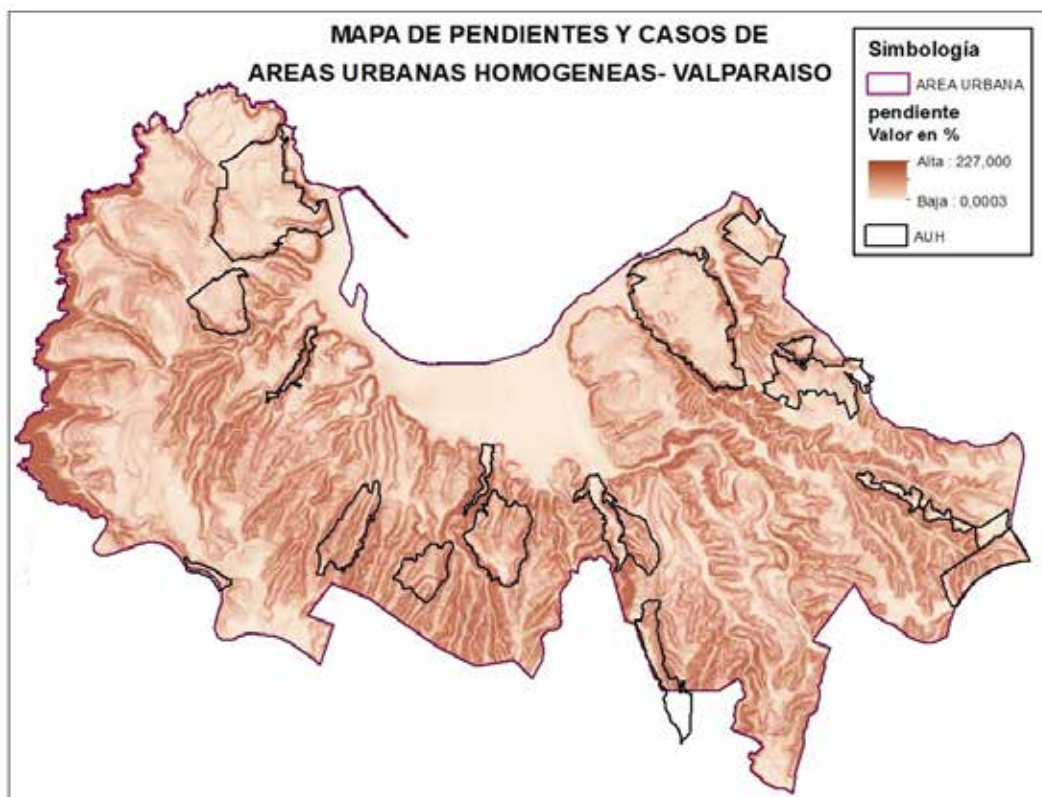 MAPA DE PENDIENTES Y CASOS DE
AREAS URBANAS HOMOGENEAS- VALPARAISO
Simbología
AREA URBANA
pendiente
Valor en %
Alta : 227,000
Baja : 0,0003
AUH